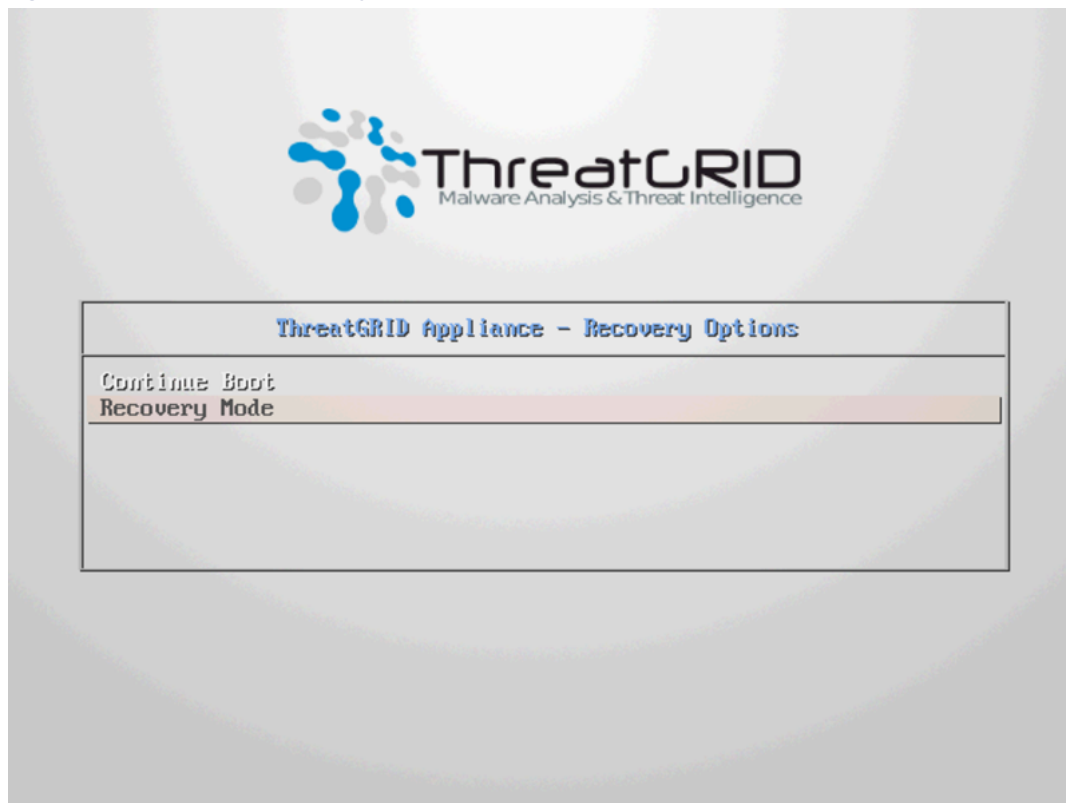 ThreatGRID
Malware Analysis & Threat Intelligence
ThreatGRID Appliance - Recovery Options
Continue Boot
Recovery Mode